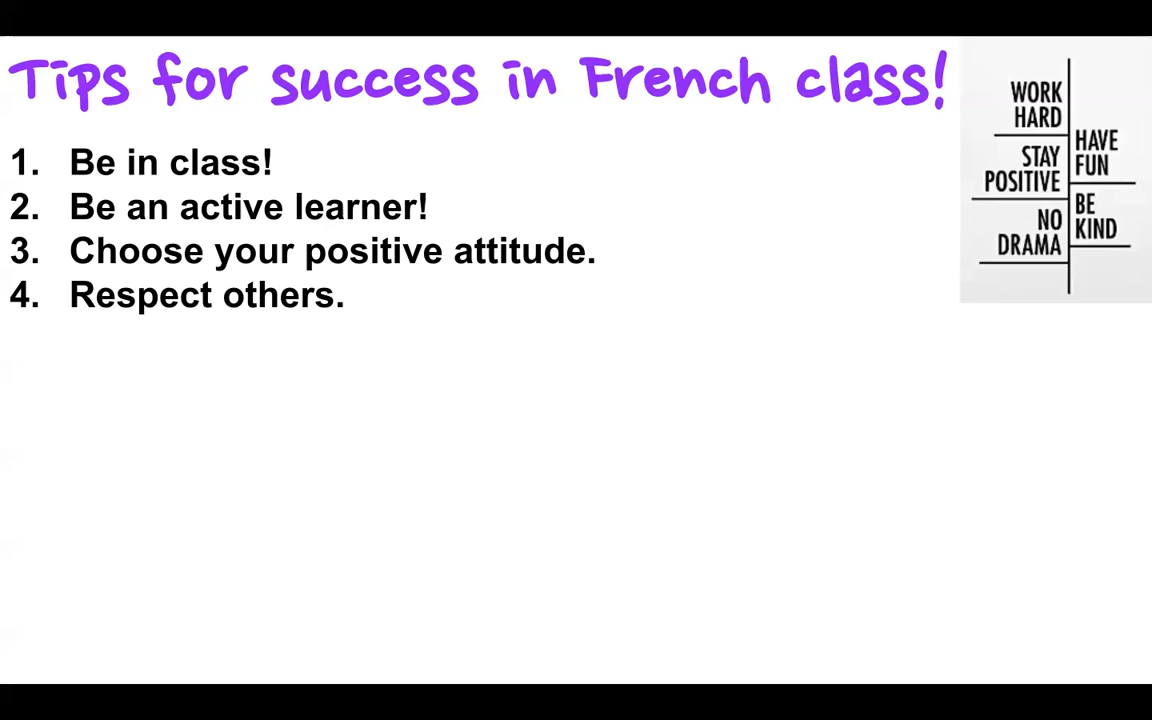 Tips for success in French class!
1. Be in class!
2. Be an active learner!
3. Choose your positive attitude.
4. Respect others.
WORK
HARD
HAVE
FUN
STAY
POSITIVE
BE
KIND
NO
DRAMA